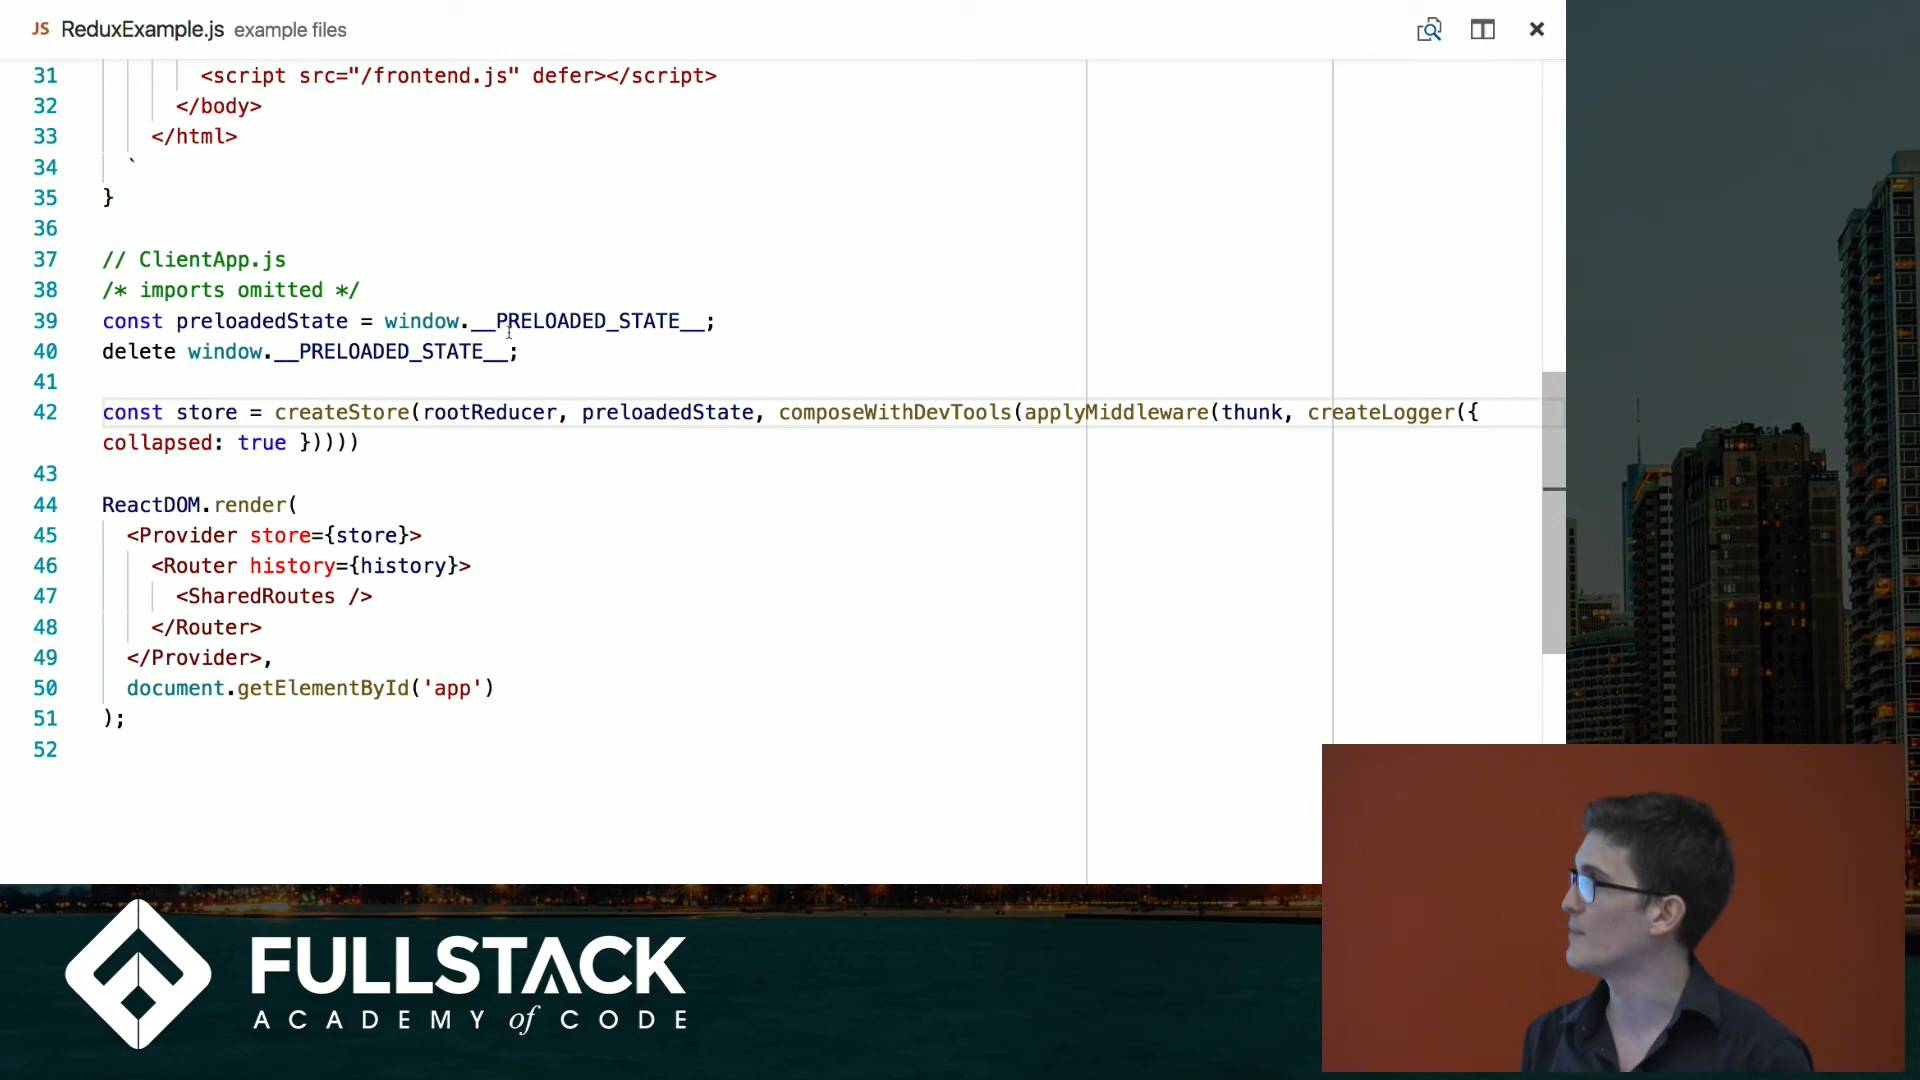 JS ReduxExample.js example files
31 <script src="/frontend.js" defer></script>
32 </body>
33 </html>
34 `
35 }
36
37 // ClientApp.js
38 /* imports omitted */
39 const preloadedState = window.__PRELOADED_STATE__;
40 delete window.__PRELOADED_STATE__;
41
42 const store = createStore(rootReducer, preloadedState, composeWithDevTools(applyMiddleware(thunk, createLogger({
collapsed: true }))))
43
44 ReactDOM.render(
45 <Provider store={store}>
46 <Router history={history}>
47 <SharedRoutes />
48 </Router>
49 </Provider>,
50 document.getElementById('app')
51 );
52
FULLSTACK
ACADEMY of CODE